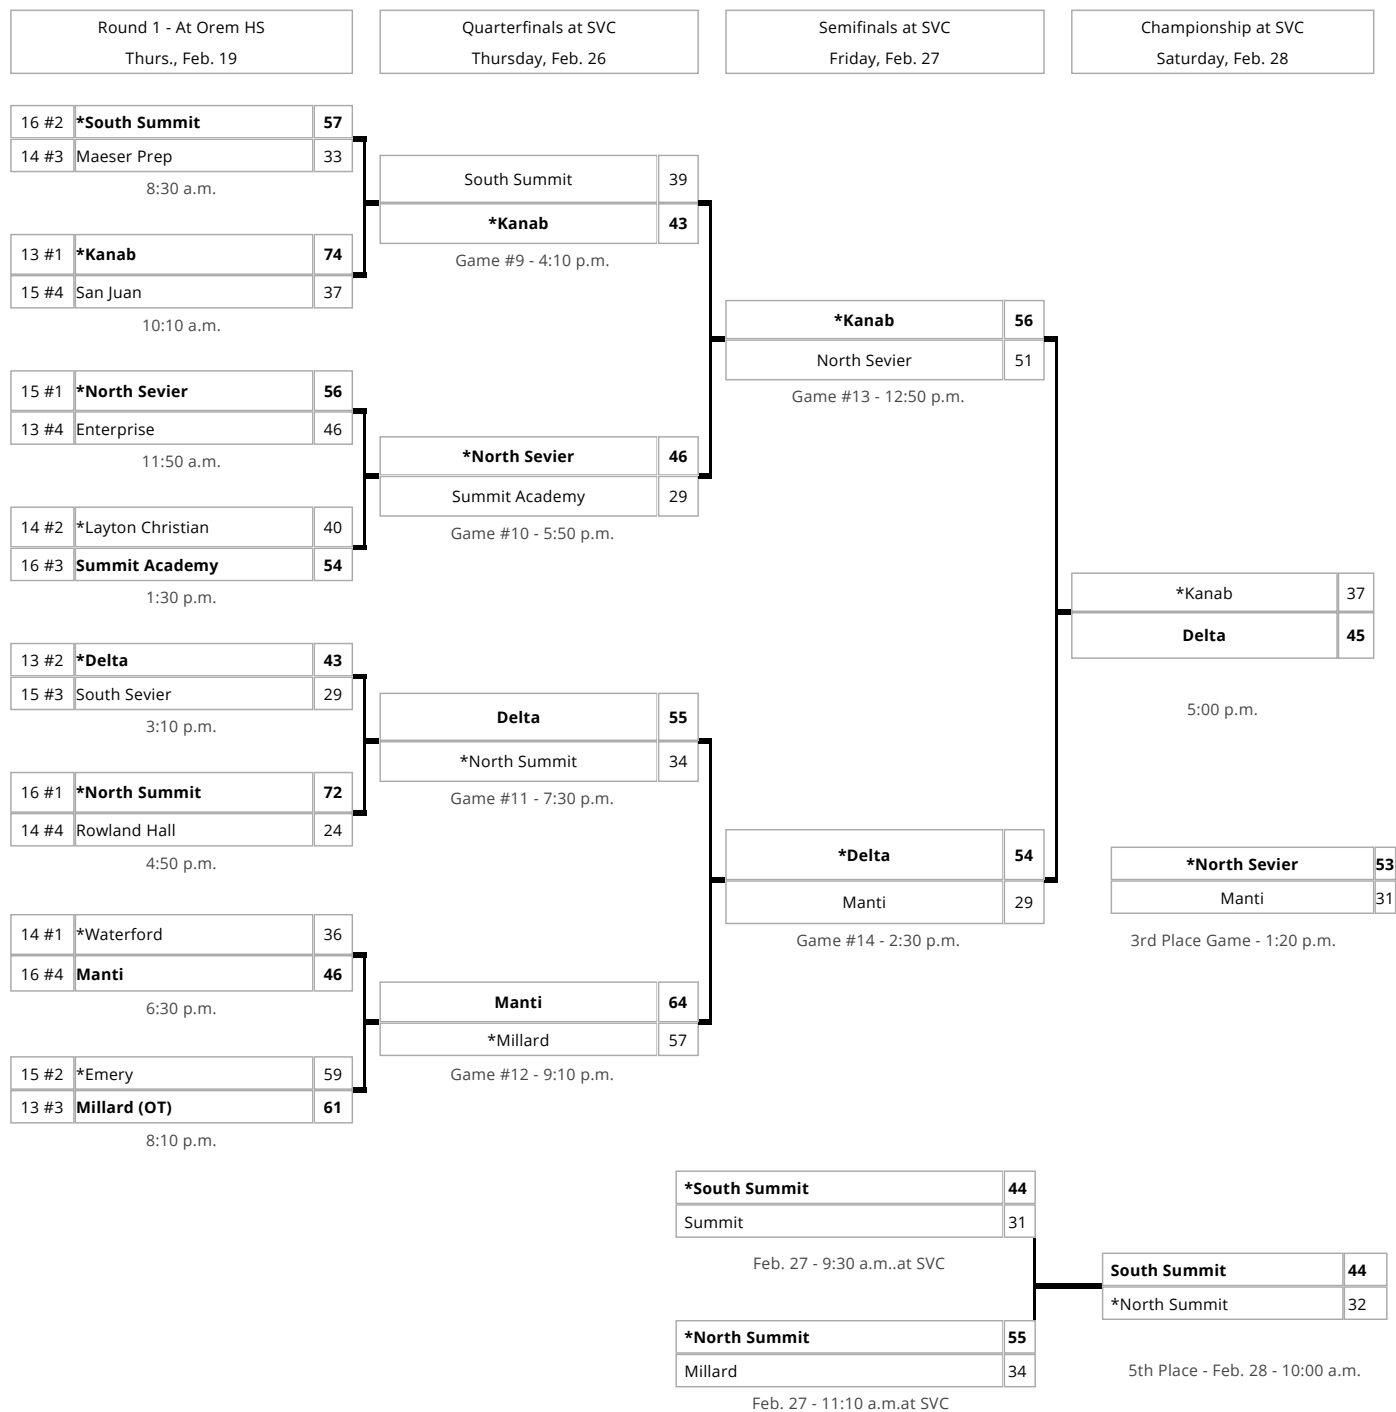 Round 1 - At Orem HS
Thurs., Feb. 19
Quarterfinals at SVC
Thursday, Feb. 26
Semifinals at SVC
Friday, Feb. 27
Championship at SVC
Saturday, Feb. 28
16 #2 *South Summit 57
14 #3 Maeser Prep 33
8:30 a.m.
13 #1 *Kanab 74
15 #4 San Juan 37
10:10 a.m.
15 #1 *North Sevier 56
13 #4 Enterprise 46
11:50 a.m.
14 #2 *Layton Christian 40
16 #3 Summit Academy 54
1:30 p.m.
13 #2 *Delta 43
15 #3 South Sevier 29
3:10 p.m.
16 #1 *North Summit 72
14 #4 Rowland Hall 24
4:50 p.m.
14 #1 *Waterford 36
16 #4 Manti 46
6:30 p.m.
15 #2 *Emery 59
13 #3 Millard (OT) 61
8:10 p.m.
South Summit 39
*Kanab 43
Game #9 - 4:10 p.m.
*North Sevier 46
Summit Academy 29
Game #10 - 5:50 p.m.
Delta 55
*North Summit 34
Game #11 - 7:30 p.m.
Manti 64
*Millard 57
Game #12 - 9:10 p.m.
*Kanab 56
North Sevier 51
Game #13 - 12:50 p.m.
*Delta 54
Manti 29
Game #14 - 2:30 p.m.
*Kanab 37
Delta 45
5:00 p.m.
*North Sevier 53
Manti 31
3rd Place Game - 1:20 p.m.
*South Summit 44
Summit 31
Feb. 27 - 9:30 a.m..at SVC
*North Summit 55
Millard 34
Feb. 27 - 11:10 a.m.at SVC
South Summit 44
*North Summit 32
5th Place - Feb. 28 - 10:00 a.m.